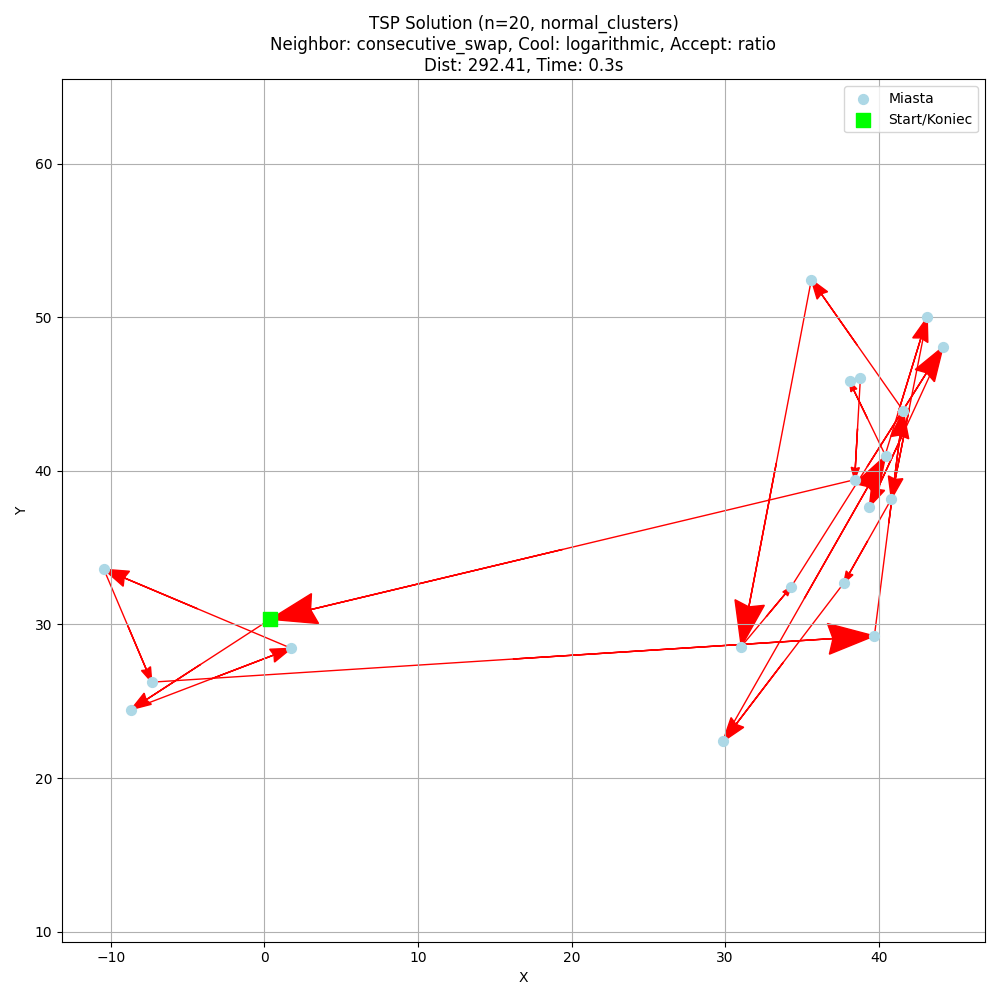 TSP Solution (n=20, normal_clusters)
Neighbor: consecutive_swap, Cool: logarithmic, Accept: ratio
Dist: 292.41, Time: 0.3s
Miasta
Start/Koniec
60
50
40
30
20
10
Y
−10
0
10
20
30
40
X